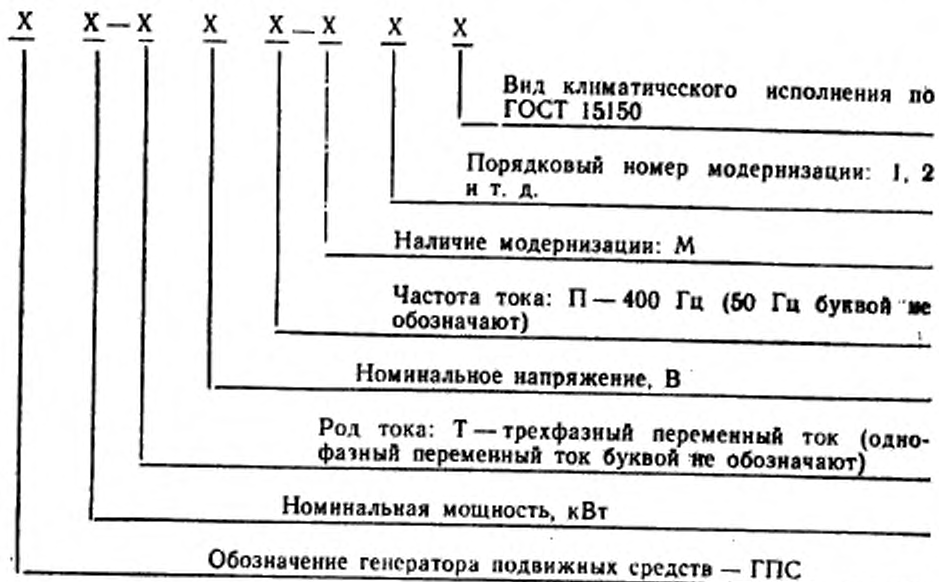 X X — X X X — X X X
Вид климатического исполнения по
ГОСТ 15150
Порядковый номер модернизации: 1, 2
и т. д.
Наличие модернизации: М
Частота тока: П — 400 Гц (50 Гц буквой не
обозначают)
Номинальное напряжение, В
Род тока: Т — трехфазный переменный ток (одно-
фазный переменный ток буквой не обозначают)
Номинальная мощность, кВт
Обозначение генератора подвижных средств — ГПС